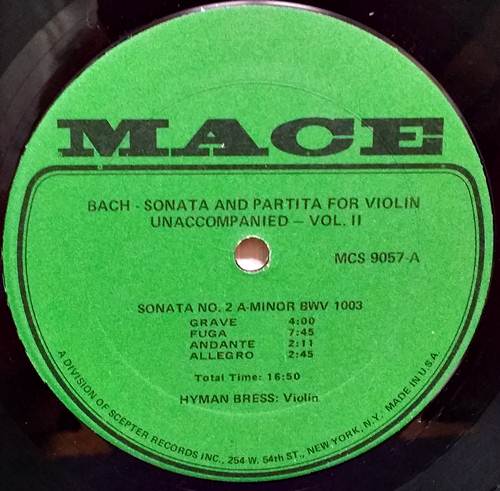 MACE
BACH - SONATA AND PARTITA FOR VIOLIN
UNACCOMPANIED — VOL. II
MCS 9057-A
SONATA NO. 2 A-MINOR BWV 1003
GRAVE 4:00
FUGA 7:45
ANDANTE 2:11
ALLEGRO 2:45
Total Time: 16:50
HYMAN BRESS: Violin
A DIVISION OF SCEPTER RECORDS INC., 254 W. 54th ST., NEW YORK, N.Y. MADE IN U.S.A.